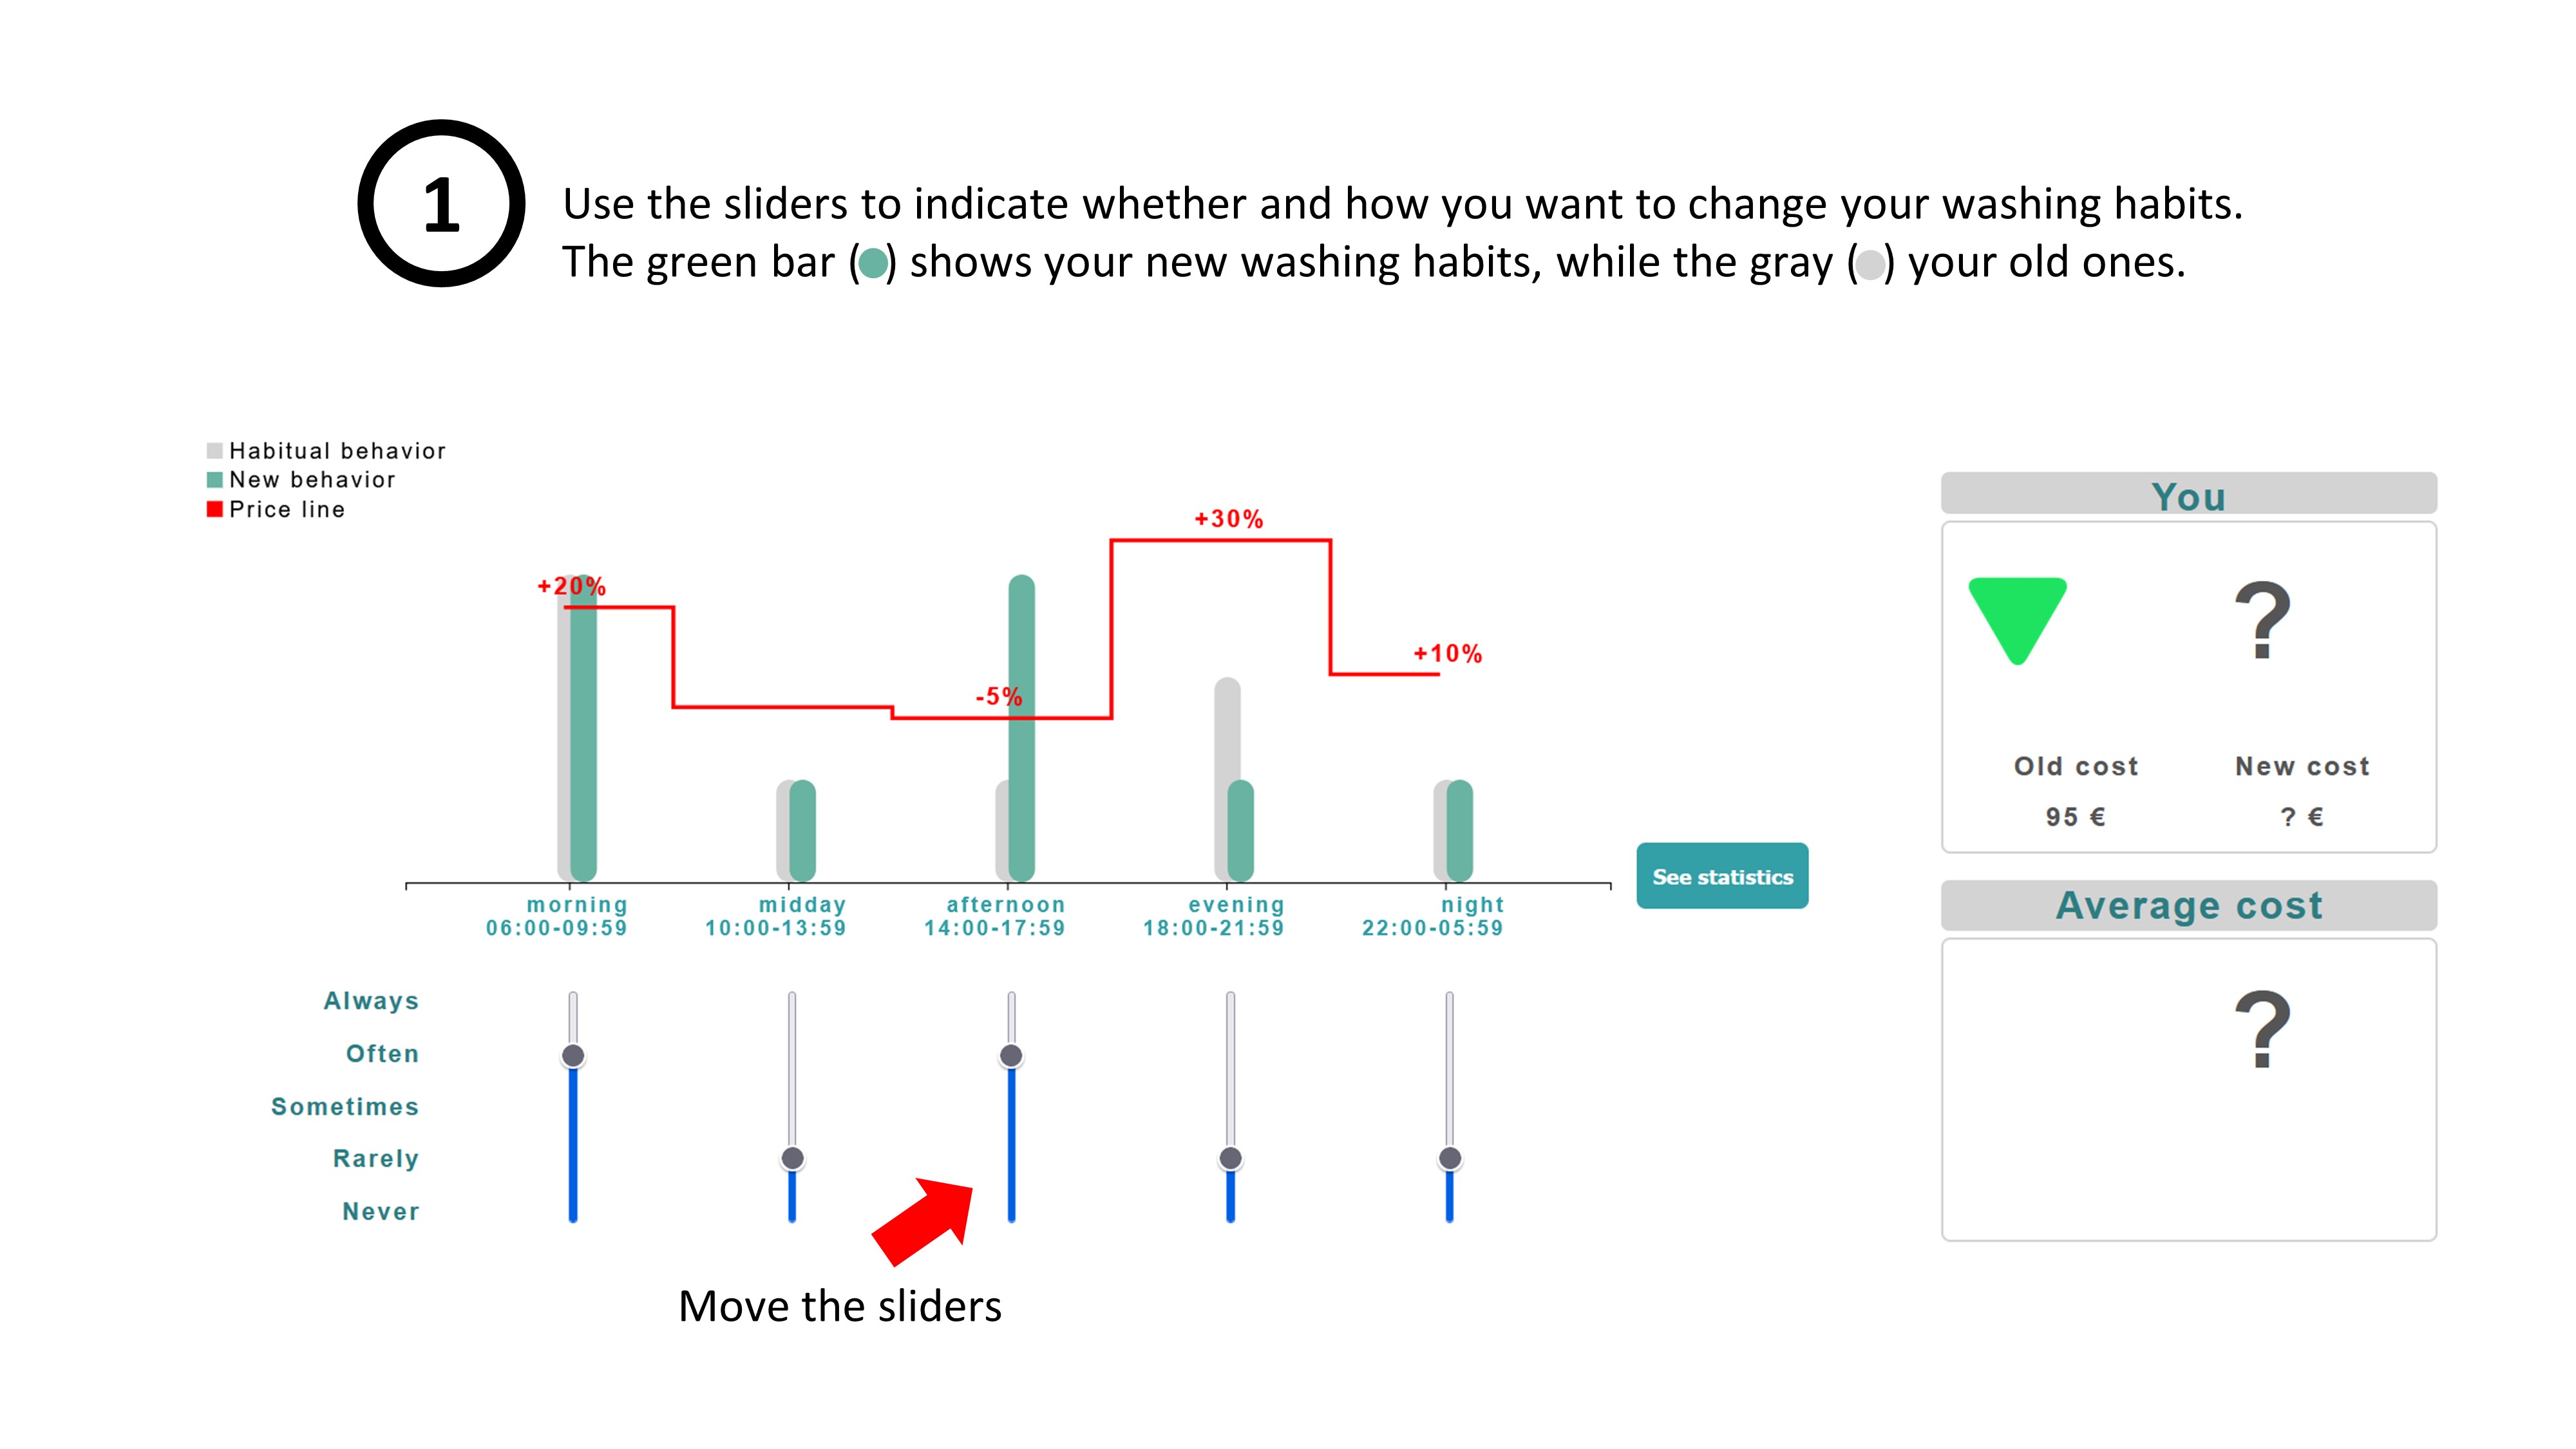 1
Use the sliders to indicate whether and how you want to change your washing habits.
The green bar () shows your new washing habits, while the gray () your old ones.
Habitual behavior
New behavior
Price line
+20%
-5%
+30%
+10%
morning
06:00-09:59
midday
10:00-13:59
afternoon
14:00-17:59
evening
18:00-21:59
night
22:00-05:59
See statistics
Always
Often
Sometimes
Rarely
Never
Move the sliders
You
?
Old cost
95 €
New cost
? €
Average cost
?